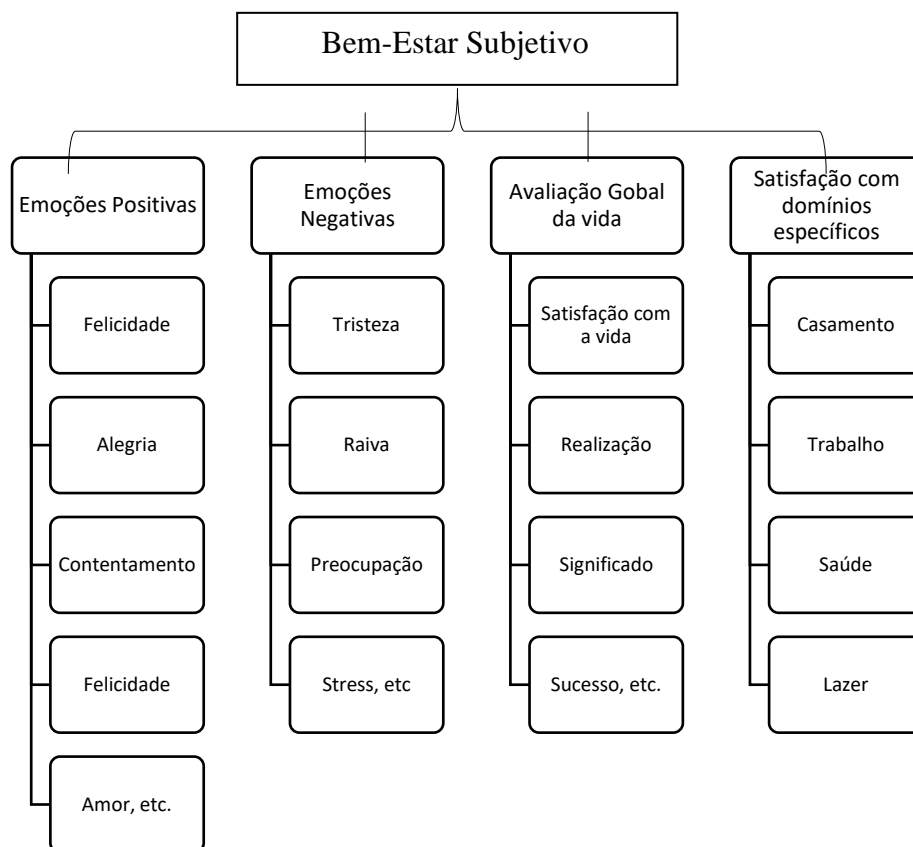 Bem-Estar Subjetivo
Emoções Positivas
Felicidade
Alegria
Contentamento
Felicidade
Amor, etc.
Emoções
Negativas
Tristeza
Raiva
Preocupação
Stress, etc
Avaliação Gobal
da vida
Satisfação com
a vida
Realização
Significado
Sucesso, etc.
Satisfação com
domínios
específicos
Casamento
Trabalho
Saúde
Lazer